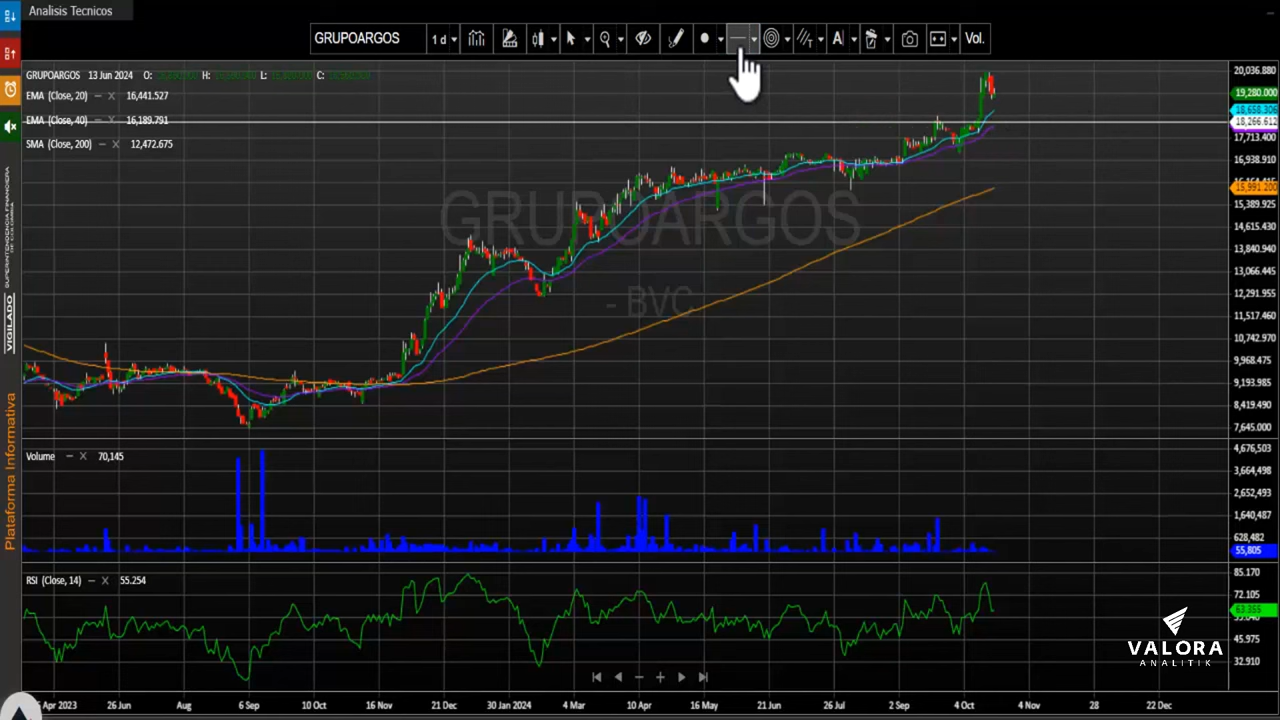 Analisis Tecnicos
GRUPOARGOS
1 d
A
Vol.
GRUPOARGOS 13 Jun 2024 O: H: L: C:
EMA (Close, 20) 16,441.527
EMA (Close, 40) 16,189.791
SMA (Close, 200) 12,472.675
GRUPOARGOS
- BVC
20,036.880
19,280.000
18,658.306
18,266.612
17,713.400
16,938.910
15,991.200
15,389.925
14,615.430
13,840.940
13,066.445
12,291.955
11,517.460
10,742.970
9,968.475
9,193.985
8,419.490
7,645.000
Volume 70,145
4,676,503
3,664,498
2,652,493
1,640,487
628,482
55,805
RSI (Close, 14) 55.254
85.170
72.105
63.355
45.975
32.910
Apr 2023 26 Jun Aug 6 Sep 10 Oct 16 Nov 21 Dec 30 Jan 2024 4 Mar 10 Apr 16 May 21 Jun 26 Jul 2 Sep 4 Oct 4 Nov 28 22 Dec
VIGILADO
SUPERINTENDENCIA FINANCIERA
DE COLOMBIA
Plataforma Informativa
VALORA
ANALITIK